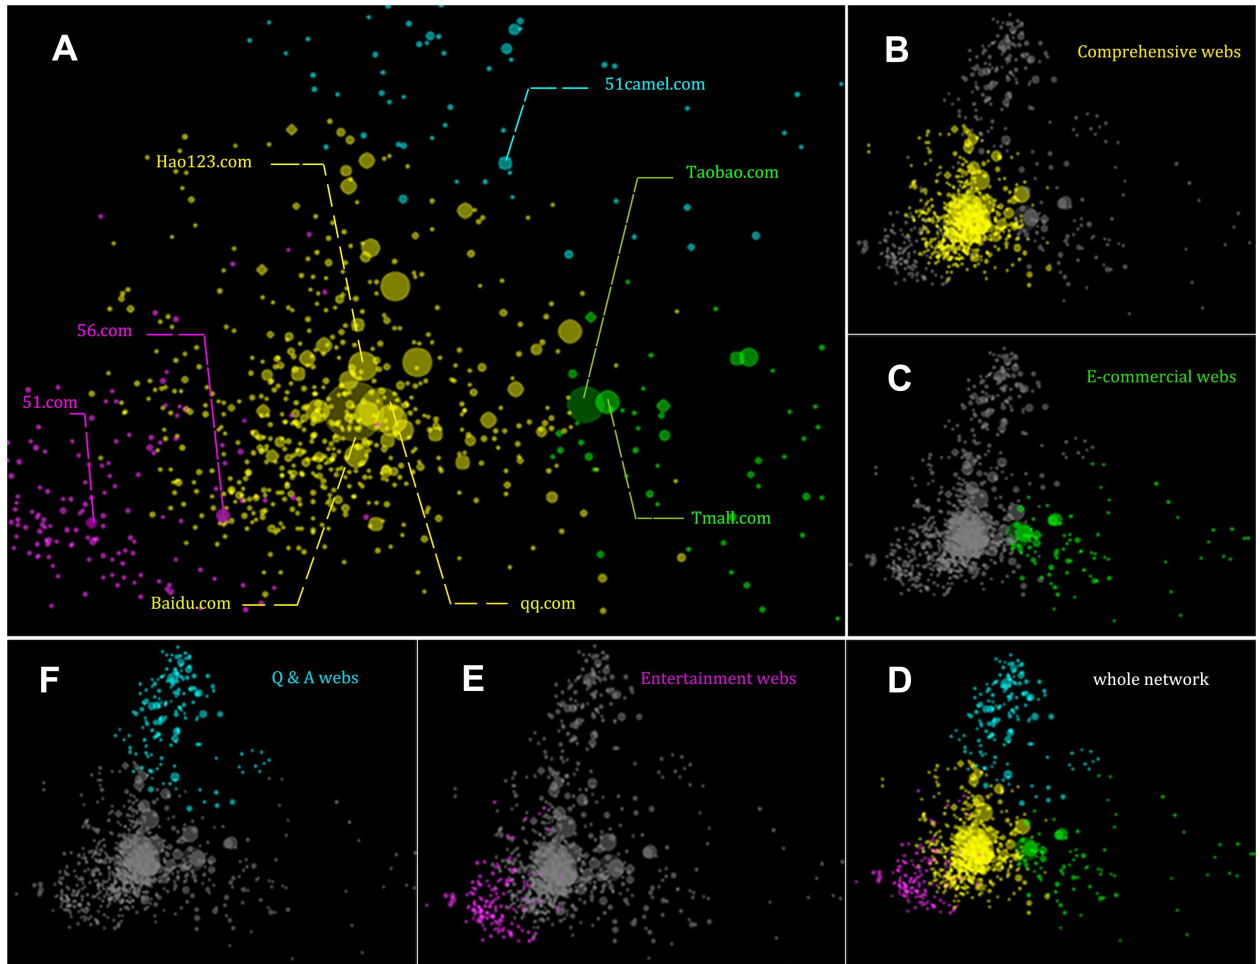 A
51camel.com
Hao123.com
Taobao.com
56.com
51.com
Tmall.com
Baidu.com
qq.com
B
Comprehensive webs
C
E-commercial webs
F
Q & A webs
E
Entertainment webs
D
whole network